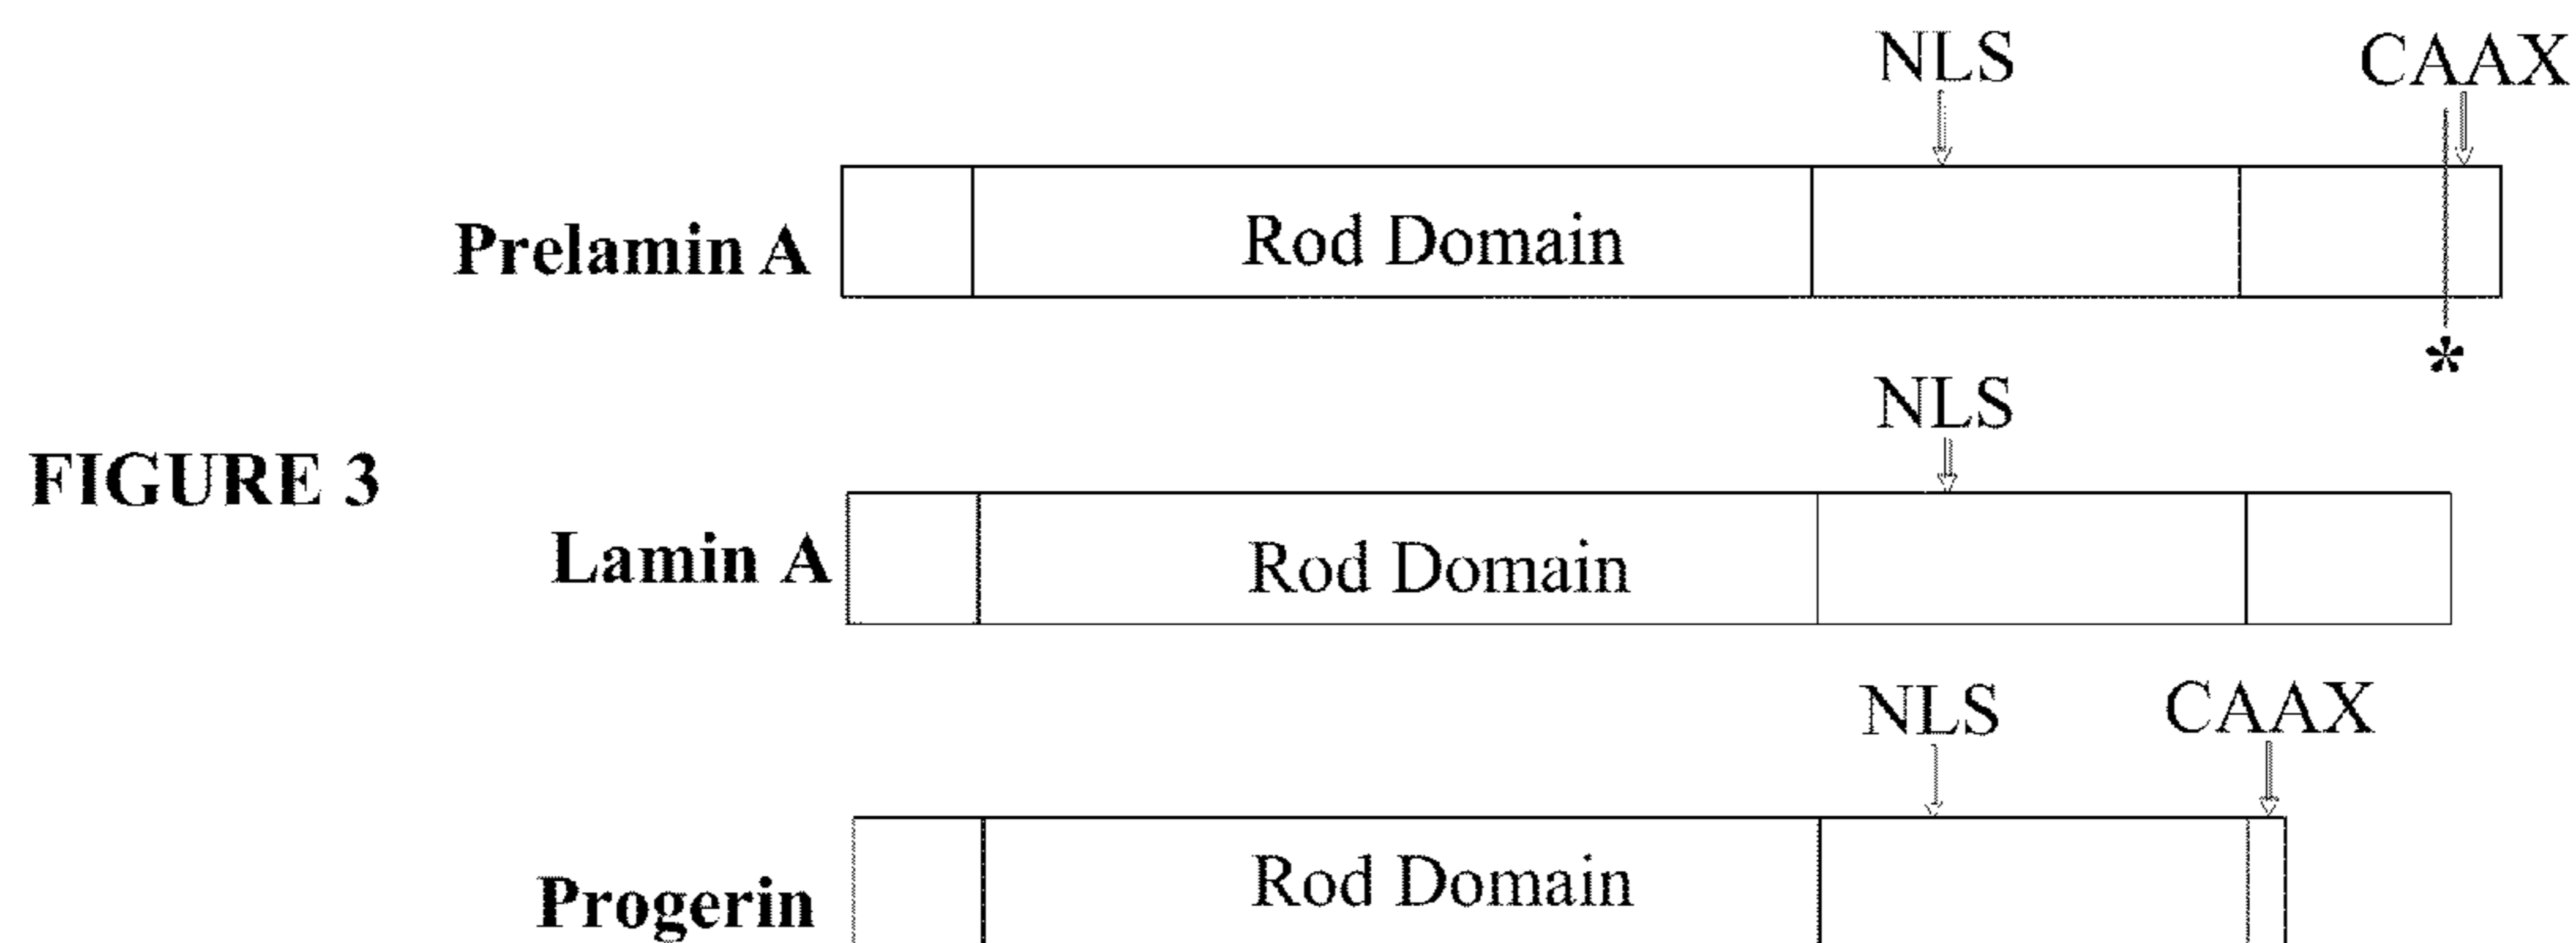 NLS CAAX
Prelamin A Rod Domain
*
NLS
FIGURE 3
Lamin A Rod Domain
NLS CAAX
Progerin Rod Domain